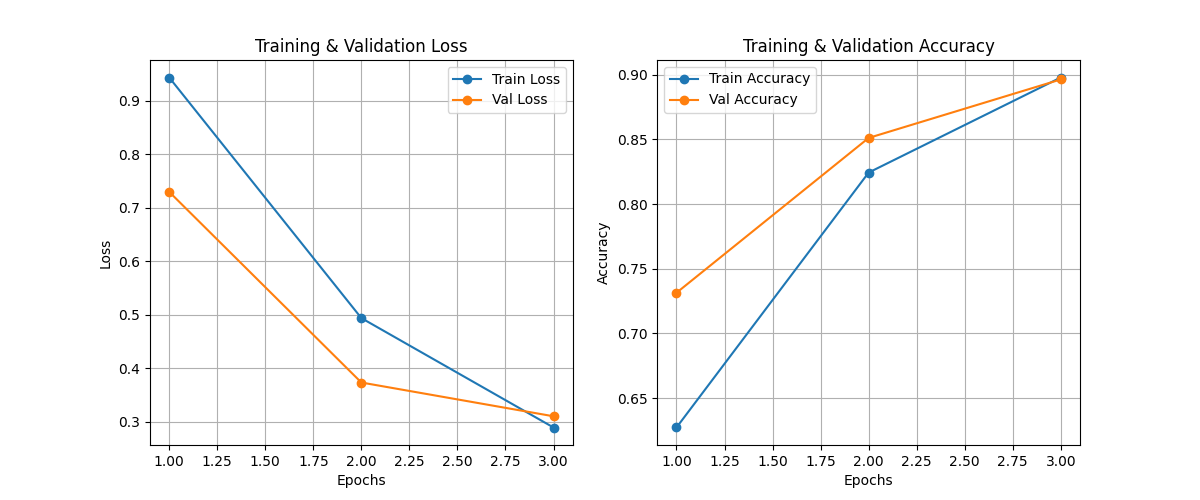 Training & Validation Loss
Train Loss
Val Loss
0.9
0.8
0.7
0.6
0.5
0.4
0.3
Loss
1.00 1.25 1.50 1.75 2.00 2.25 2.50 2.75 3.00
Epochs
Training & Validation Accuracy
Train Accuracy
Val Accuracy
0.90
0.85
0.80
0.75
0.70
0.65
Accuracy
1.00 1.25 1.50 1.75 2.00 2.25 2.50 2.75 3.00
Epochs